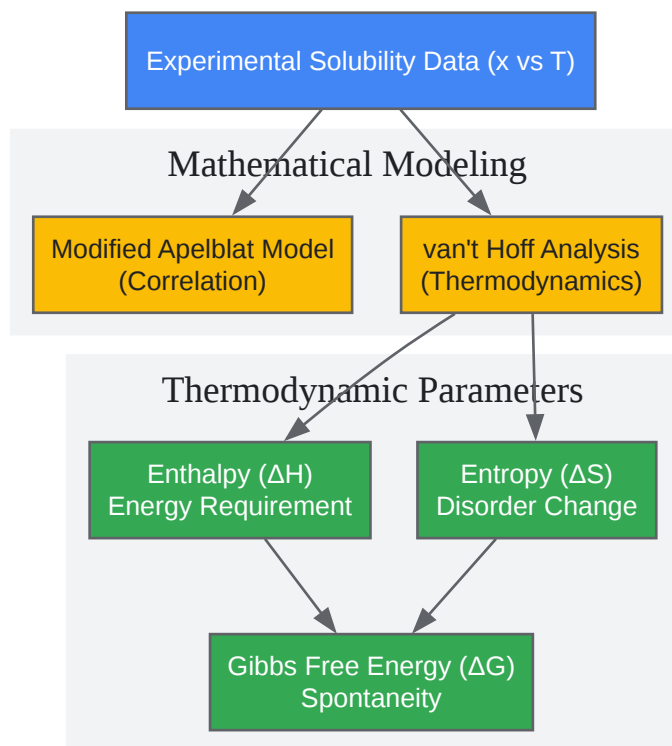 Experimental Solubility Data (x vs T)
Mathematical Modeling
Modified Apelblat Model
(Correlation)
van't Hoff Analysis
(Thermodynamics)
Thermodynamic Parameters
Enthalpy (ΔH)
Energy Requirement
Entropy (ΔS)
Disorder Change
Gibbs Free Energy (ΔG)
Spontaneity